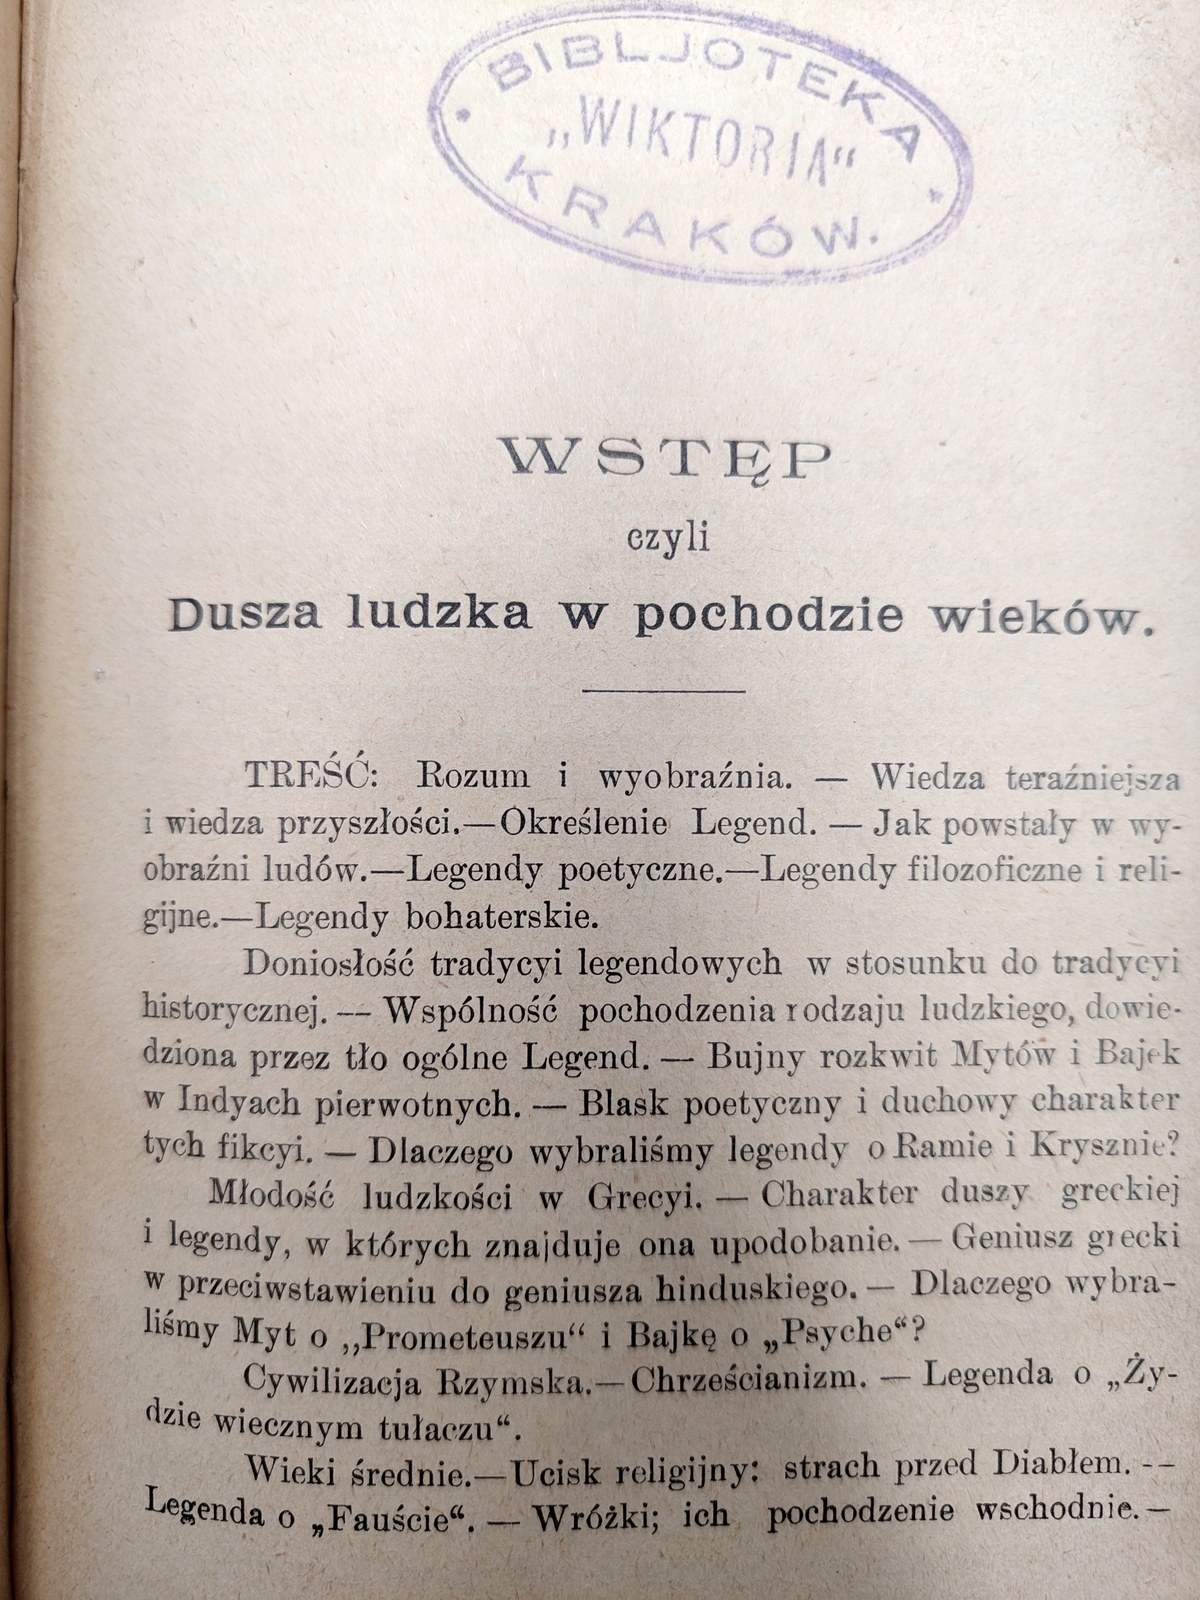 BIBLJOTEKA
„WIKTORIA“
KRAKÓW.
WSTĘP
czyli
Dusza ludzka w pochodzie wieków.
TREŚĆ: Rozum i wyobraźnia. — Wiedza teraźniejsza
i wiedza przyszłości.—Określenie Legend. — Jak powstały w wy-
obraźni ludów.—Legendy poetyczne.—Legendy filozoficzne i reli-
gijne.—Legendy bohaterskie.
Doniosłość tradycyi legendowych w stosunku do tradycyi
historycznej. — Wspólność pochodzenia rodzaju ludzkiego, dowie-
dziona przez tło ogólne Legend. — Bujny rozkwit Mytów i Bajek
w Indyach pierwotnych. — Blask poetyczny i duchowy charakter
tych fikcyi. — Dlaczego wybraliśmy legendy o Ramie i Krysznie?
Młodość ludzkości w Grecyi. — Charakter duszy greckiej
i legendy, w których znajduje ona upodobanie. — Geniusz grecki
w przeciwstawieniu do geniusza hinduskiego. — Dlaczego wybra-
liśmy Myt o ,,Prometeuszu“ i Bajkę o „Psyche“?
Cywilizacja Rzymska.—Chrześcianizm. — Legenda o „Ży-
dzie wiecznym tułaczu“.
Wieki średnie.—Ucisk religijny: strach przed Diabłem. --
Legenda o „Fauście“. — Wróżki; ich pochodzenie wschodnie. —